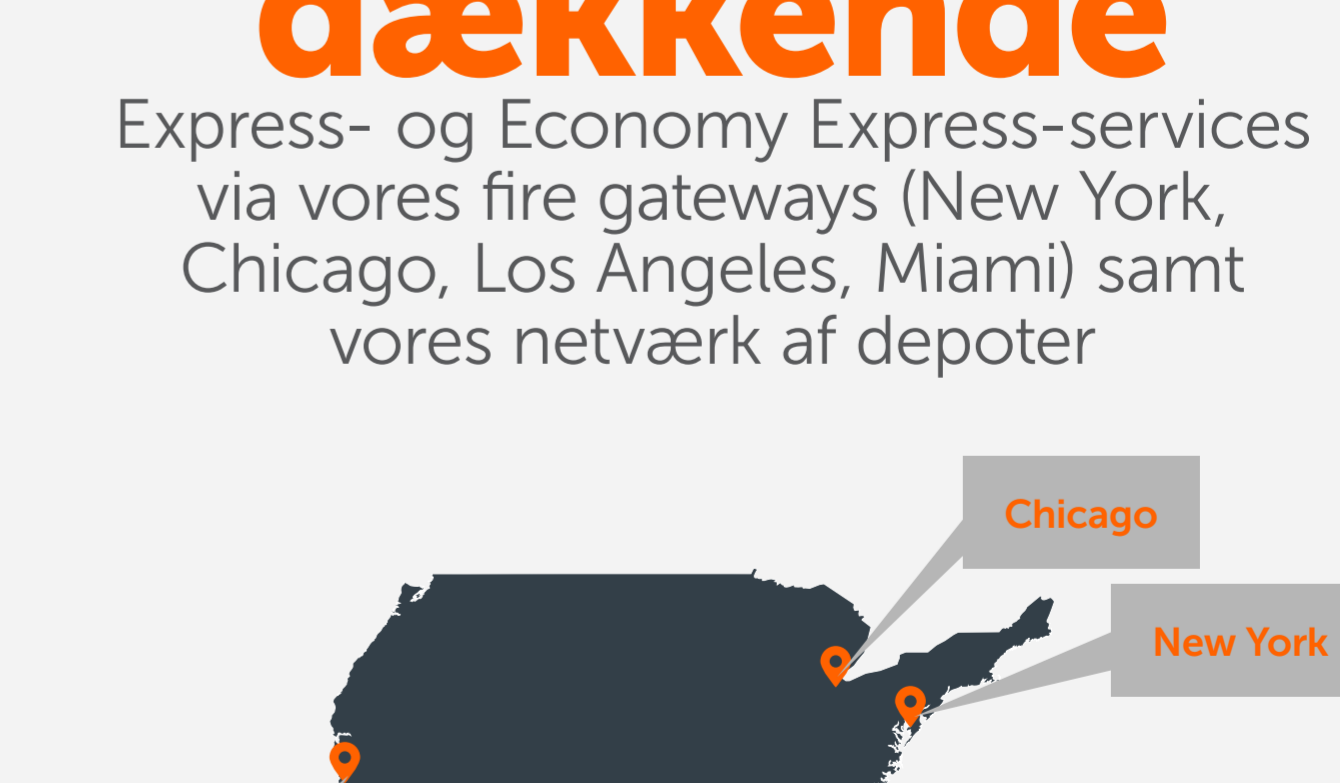 dækkende
Express- og Economy Express-services
via vores fire gateways (New York,
Chicago, Los Angeles, Miami) samt
vores netværk af depoter
Chicago
New York